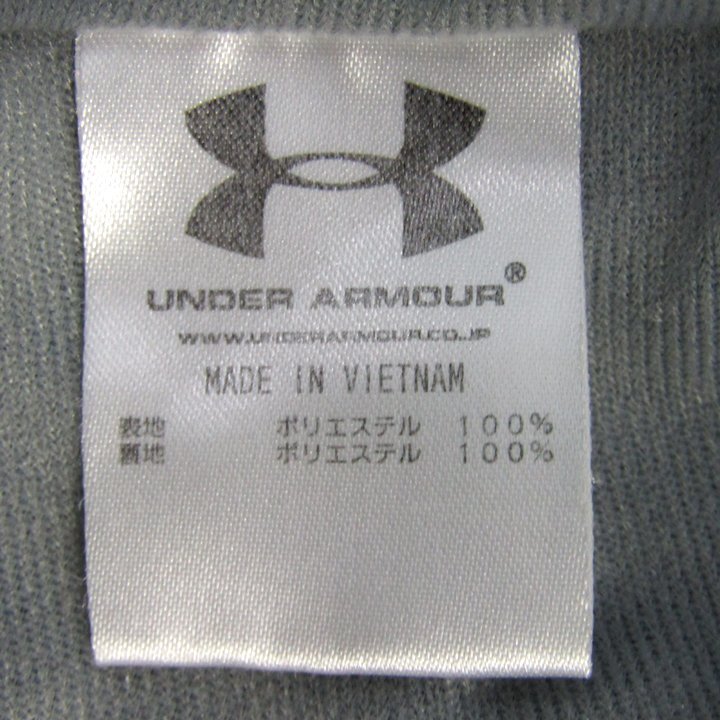 UNDER ARMOUR®
WWW.UNDERARMOUR.CO.JP
MADE IN VIETNAM
表地 ポリエステル 100%
裏地 ポリエステル 100%